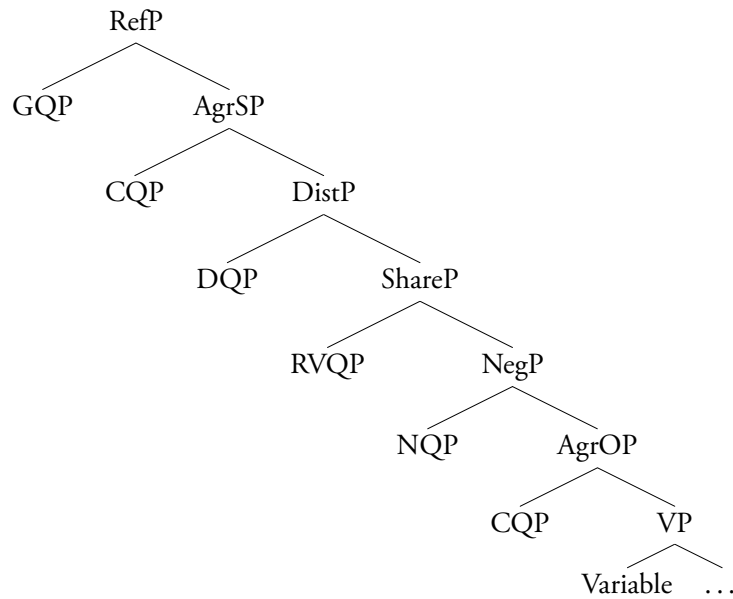 RefP
GQP AgrSP
CQP DistP
DQP ShareP
RVQP NegP
NQP AgrOP
CQP VP
Variable ...